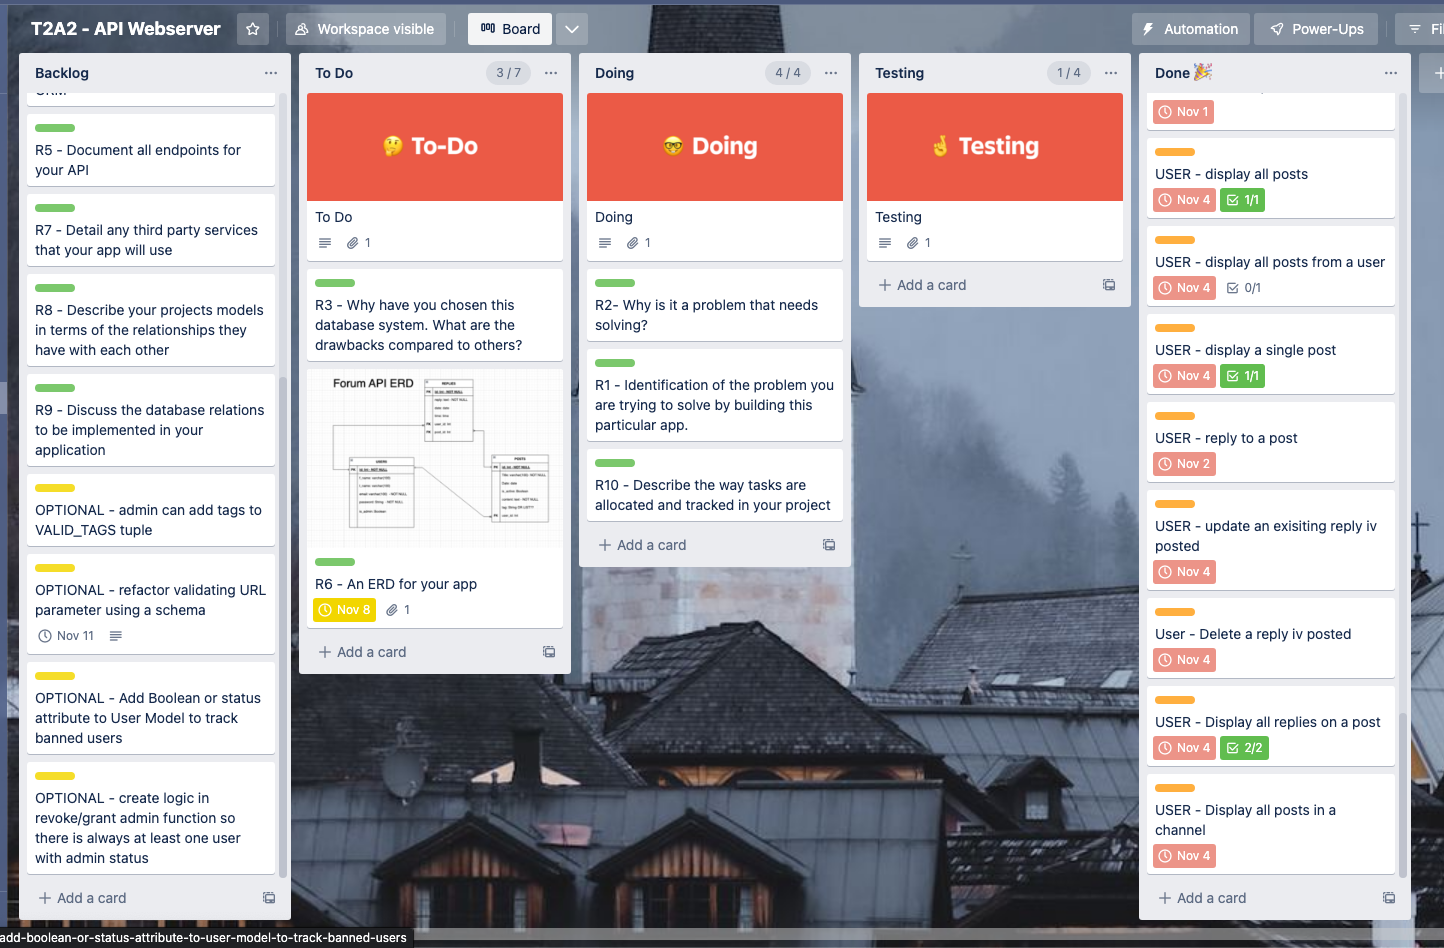 T2A2 - API Webserver
Workspace visible
Board
Automation
Power-Ups
Backlog
R5 - Document all endpoints for
your API
R7 - Detail any third party services
that your app will use
R8 - Describe your projects models
in terms of the relationships they
have with each other
R9 - Discuss the database relations
to be implemented in your
application
OPTIONAL - admin can add tags to
VALID_TAGS tuple
OPTIONAL - refactor validating URL
parameter using a schema
Nov 11
OPTIONAL - Add Boolean or status
attribute to User Model to track
banned users
OPTIONAL - create logic in
revoke/grant admin function so
there is always at least one user
with admin status
+ Add a card
To Do
3 / 7
🤔 To-Do
To Do
1
R3 - Why have you chosen this
database system. What are the
drawbacks compared to others?
Forum API ERD
REPLIES
USERS
POSTS
R6 - An ERD for your app
Nov 8
1
+ Add a card
Doing
4 / 4
🤓 Doing
Doing
1
R2- Why is it a problem that needs
solving?
R1 - Identification of the problem you
are trying to solve by building this
particular app.
R10 - Describe the way tasks are
allocated and tracked in your project
+ Add a card
Testing
1 / 4
🤞 Testing
Testing
1
+ Add a card
Done 🎉
Nov 1
USER - display all posts
Nov 4
1/1
USER - display all posts from a user
Nov 4
0/1
USER - display a single post
Nov 4
1/1
USER - reply to a post
Nov 2
USER - update an exisiting reply iv
posted
Nov 4
User - Delete a reply iv posted
Nov 4
USER - Display all replies on a post
Nov 4
2/2
USER - Display all posts in a
channel
Nov 4
+ Add a card
add-boolean-or-status-attribute-to-user-model-to-track-banned-users